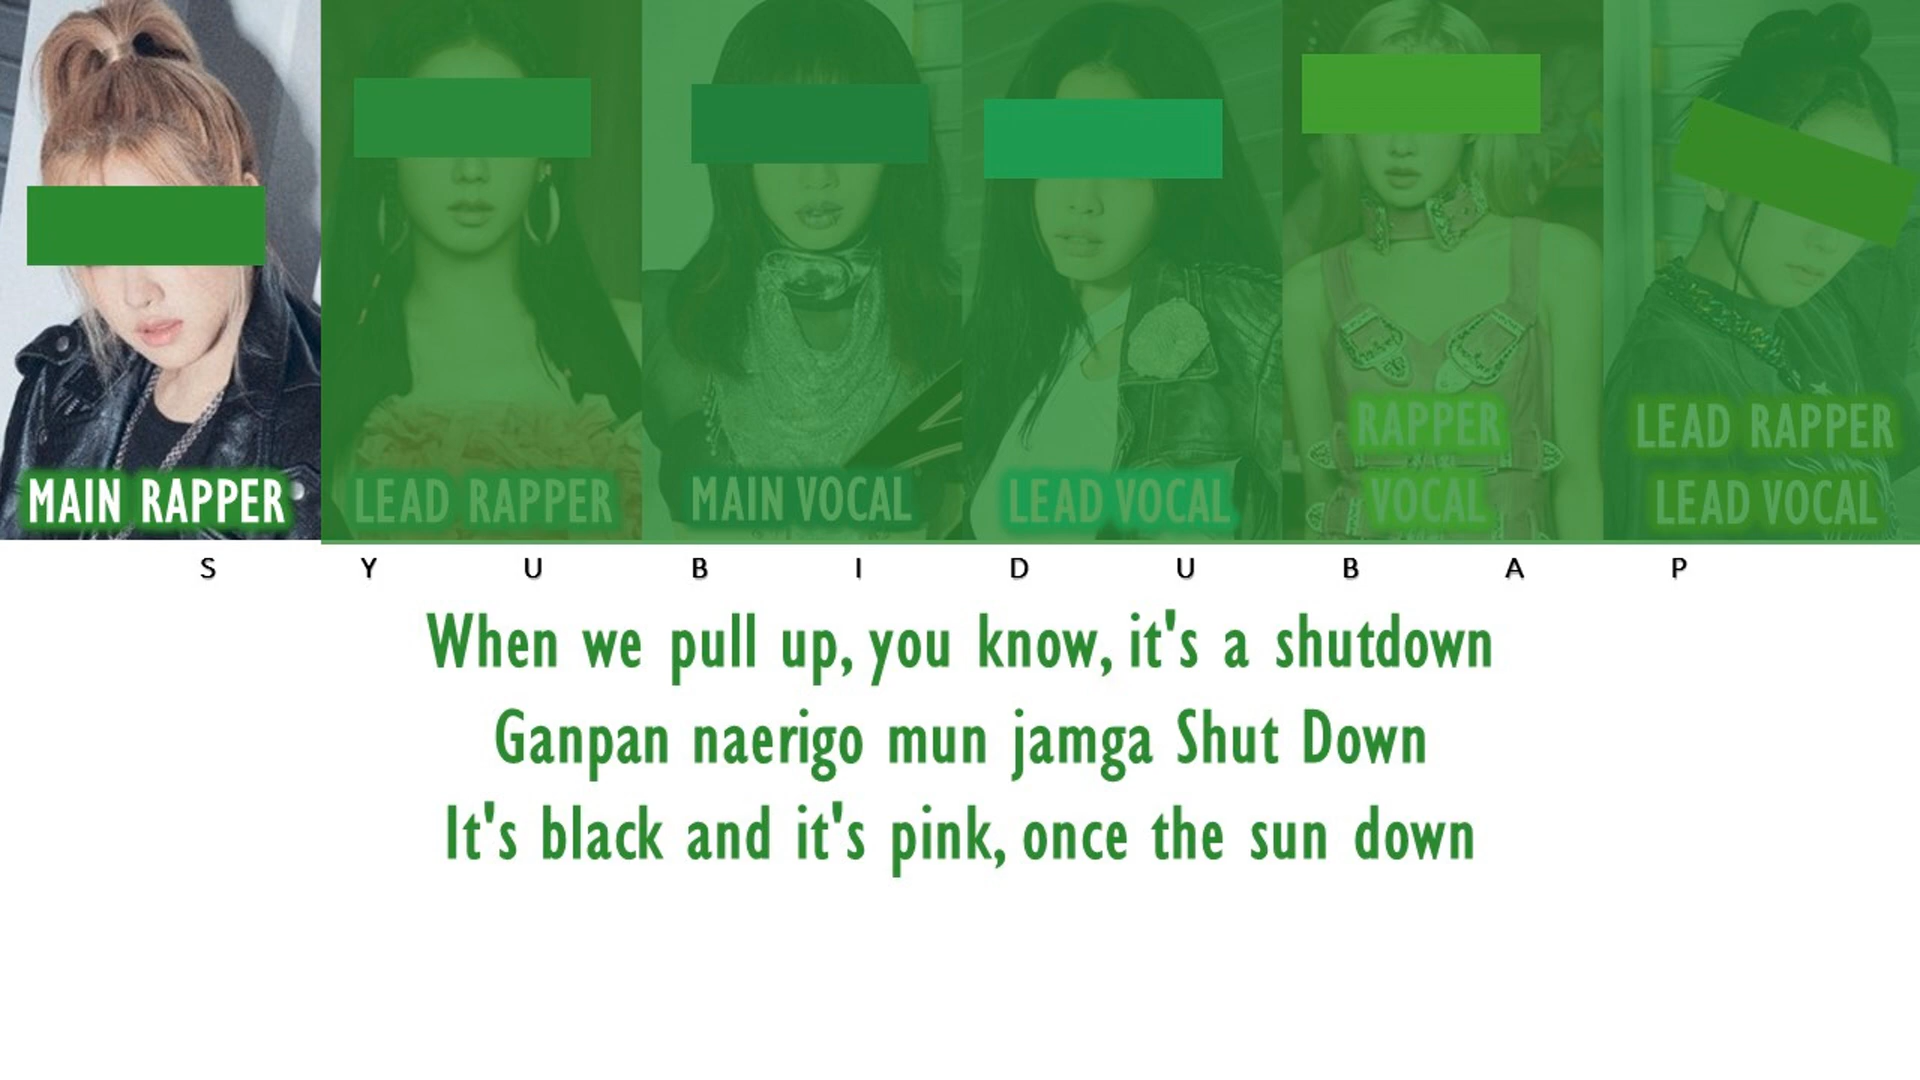 MAIN RAPPER
LEAD RAPPER
MAIN VOCAL
LEAD VOCAL
RAPPER
VOCAL
LEAD RAPPER
LEAD VOCAL
S Y U B I D U B A P
When we pull up, you know, it's a shutdown
Ganpan naerigo mun jamga Shut Down
It's black and it's pink, once the sun down